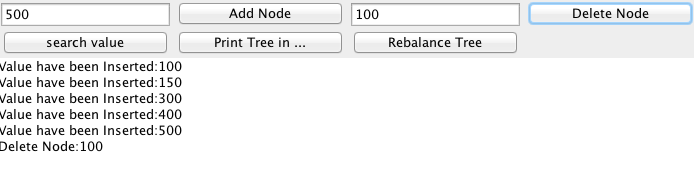 500 Add Node 100 Delete Node
search value Print Tree in ... Rebalance Tree
Value have been Inserted:100
Value have been Inserted:150
Value have been Inserted:300
Value have been Inserted:400
Value have been Inserted:500
Delete Node:100